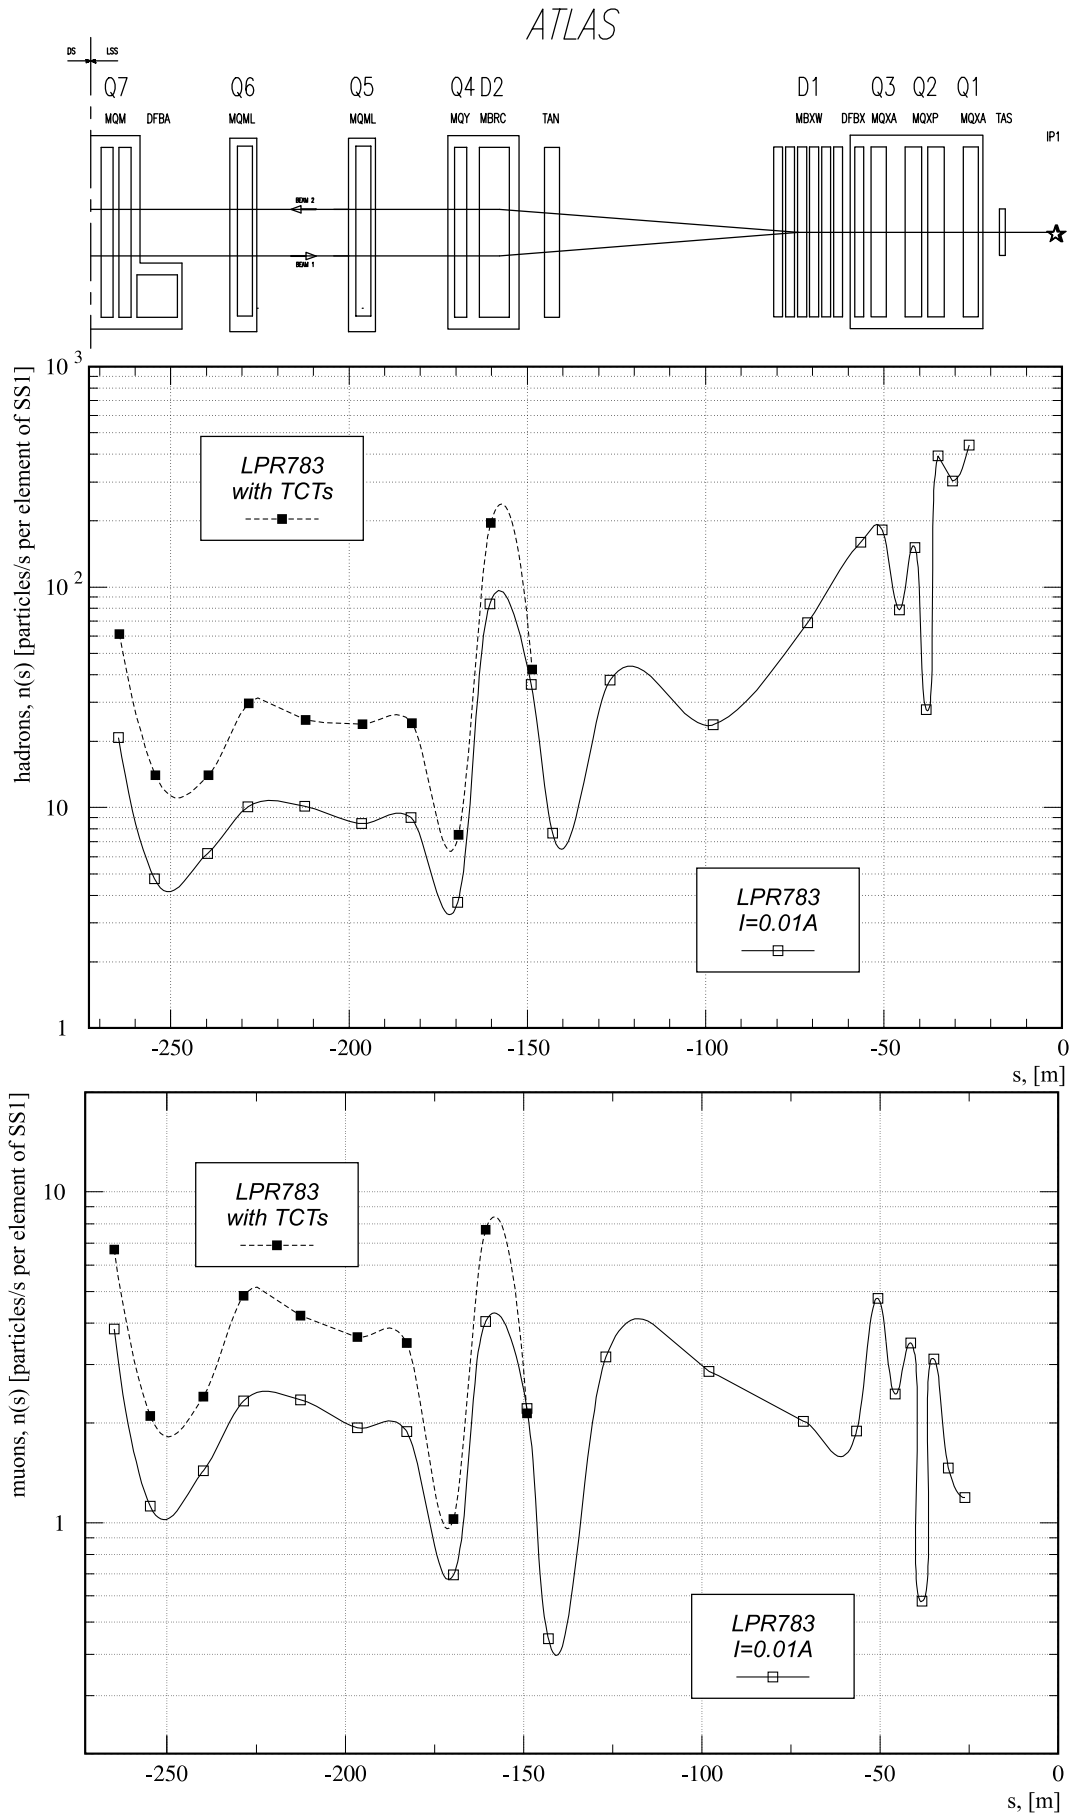 ATLAS
DS LSS
Q7 Q6 Q5 Q4 D2 D1 Q3 Q2 Q1
MQM DFBA MQML MQML MQY MBRC TAN MBXW DFBX MQXA MQXP MQXA TAS
IP1
BEAM 2
BEAM 1
hadrons, n(s) [particles/s per element of SS1]
10 3
10 2
10
1
LPR783
with TCTs
LPR783
I=0.01A
-250 -200 -150 -100 -50 0
s, [m]
muons, n(s) [particles/s per element of SS1]
10
1
LPR783
with TCTs
LPR783
I=0.01A
-250 -200 -150 -100 -50 0
s, [m]